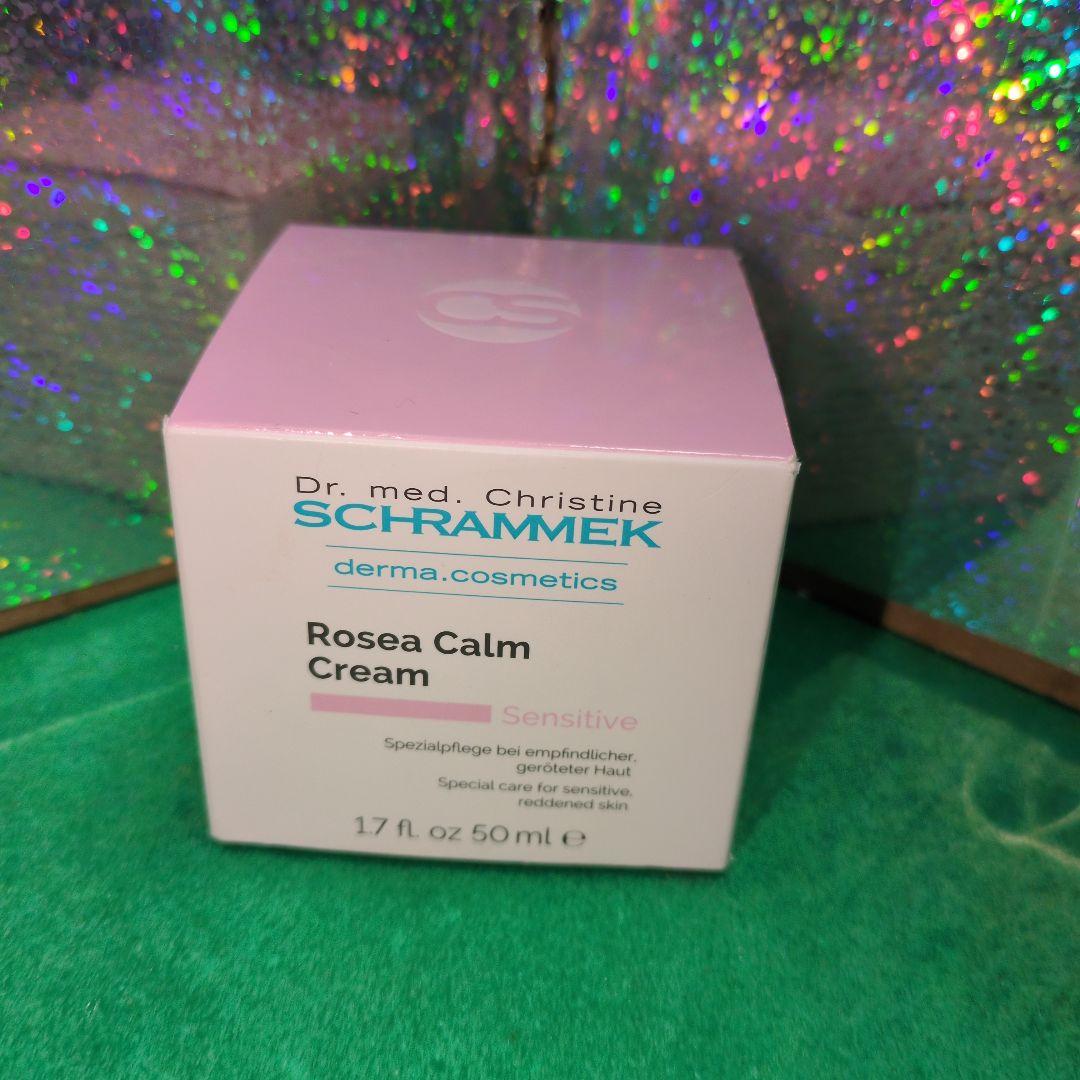 CS
Dr. med. Christine
SCHRAMMEK
derma.cosmetics
Rosea Calm
Cream
Sensitive
Spezialpflege bei empfindlicher,
geröteter Haut
Special care for sensitive,
reddened skin
1.7 fl. oz 50 ml ℮